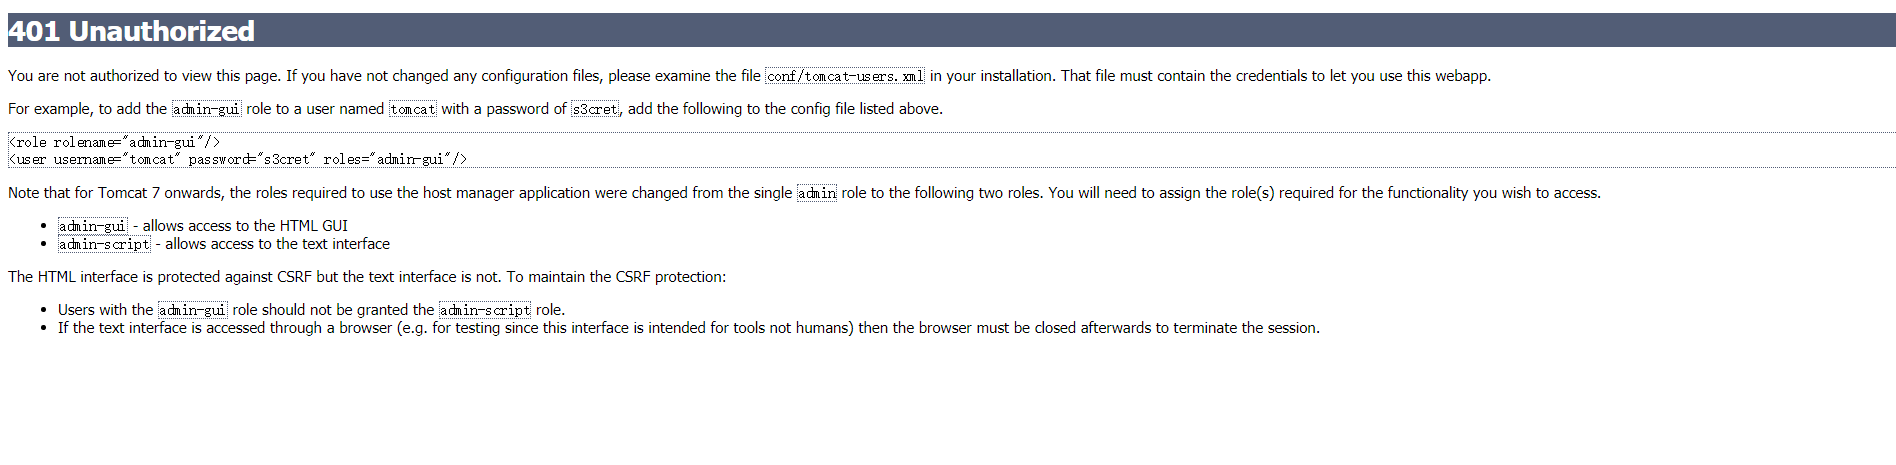 401 Unauthorized
You are not authorized to view this page. If you have not changed any configuration files, please examine the file conf/tomcat-users.xml in your installation. That file must contain the credentials to let you use this webapp.
For example, to add the admin-gui role to a user named tomcat with a password of s3cret, add the following to the config file listed above.
<role rolename="admin-gui"/>
<user username="tomcat" password="s3cret" roles="admin-gui"/>
Note that for Tomcat 7 onwards, the roles required to use the host manager application were changed from the single admin role to the following two roles. You will need to assign the role(s) required for the functionality you wish to access.
• admin-gui - allows access to the HTML GUI
• admin-script - allows access to the text interface
The HTML interface is protected against CSRF but the text interface is not. To maintain the CSRF protection:
• Users with the admin-gui role should not be granted the admin-script role.
• If the text interface is accessed through a browser (e.g. for testing since this interface is intended for tools not humans) then the browser must be closed afterwards to terminate the session.